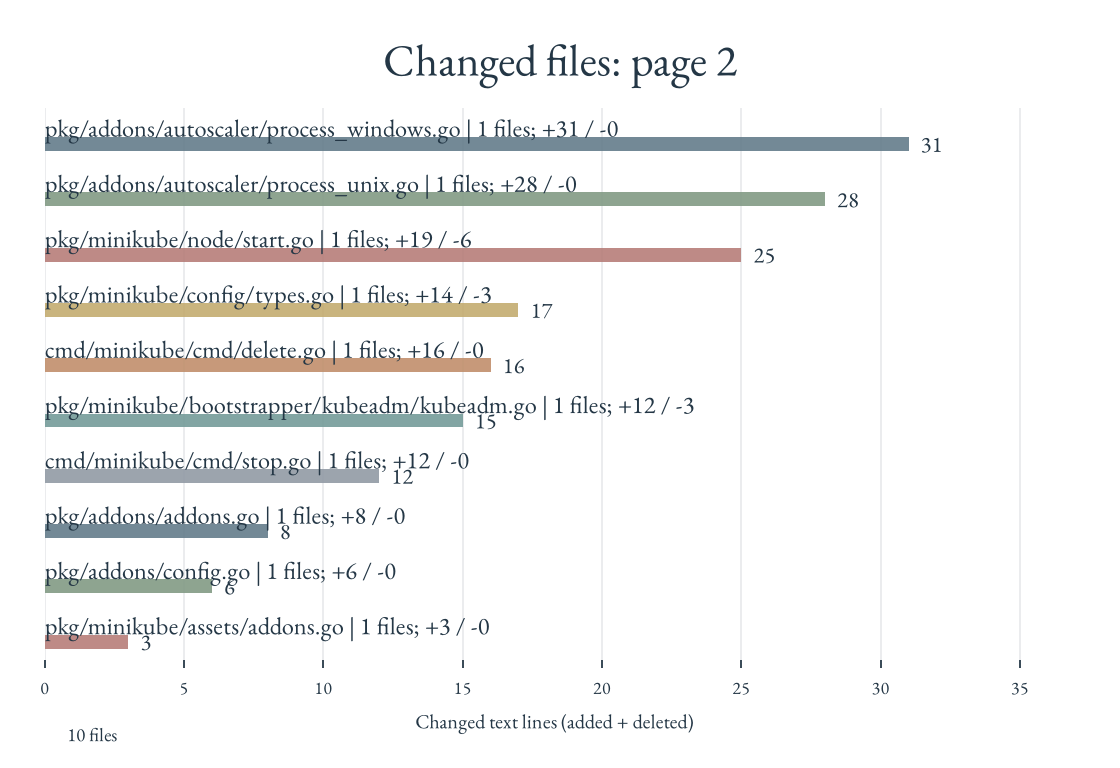 Changed files: page 2
pkg/addons/autoscaler/process_windows.go | 1 files; +31 / -0
31
pkg/addons/autoscaler/process_unix.go | 1 files; +28 / -0
28
pkg/minikube/node/start.go | 1 files; +19 / -6
25
pkg/minikube/config/types.go | 1 files; +14 / -3
17
cmd/minikube/cmd/delete.go | 1 files; +16 / -0
16
pkg/minikube/bootstrapper/kubeadm/kubeadm.go | 1 files; +12 / -3
15
cmd/minikube/cmd/stop.go | 1 files; +12 / -0
12
pkg/addons/addons.go | 1 files; +8 / -0
8
pkg/addons/config.go | 1 files; +6 / -0
6
pkg/minikube/assets/addons.go | 1 files; +3 / -0
3
0 5 10 15 20 25 30 35
Changed text lines (added + deleted)
10 files